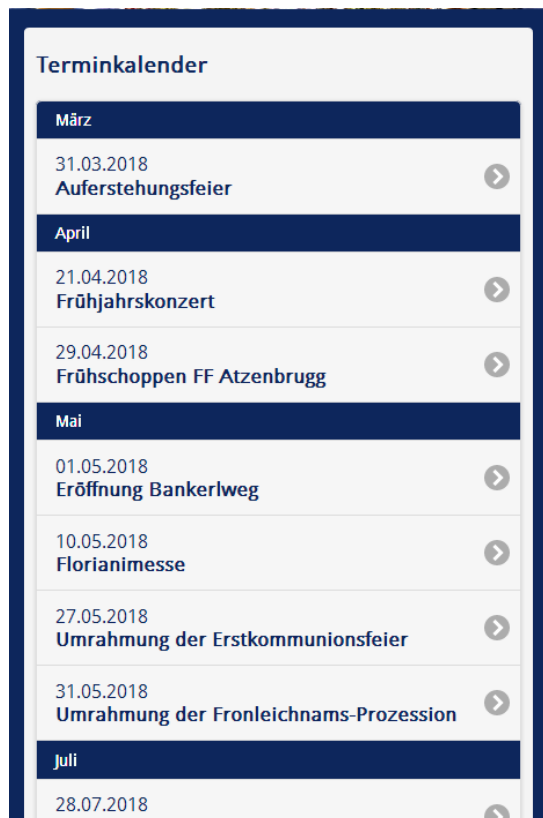 Terminkalender
März
31.03.2018
Auferstehungsfeier
April
21.04.2018
Frühjahrskonzert
29.04.2018
Frühschoppen FF Atzenbrugg
Mai
01.05.2018
Eröffnung Bankerlweg
10.05.2018
Florianimesse
27.05.2018
Umrahmung der Erstkommunionsfeier
31.05.2018
Umrahmung der Fronleichnams-Prozession
Juli
28.07.2018